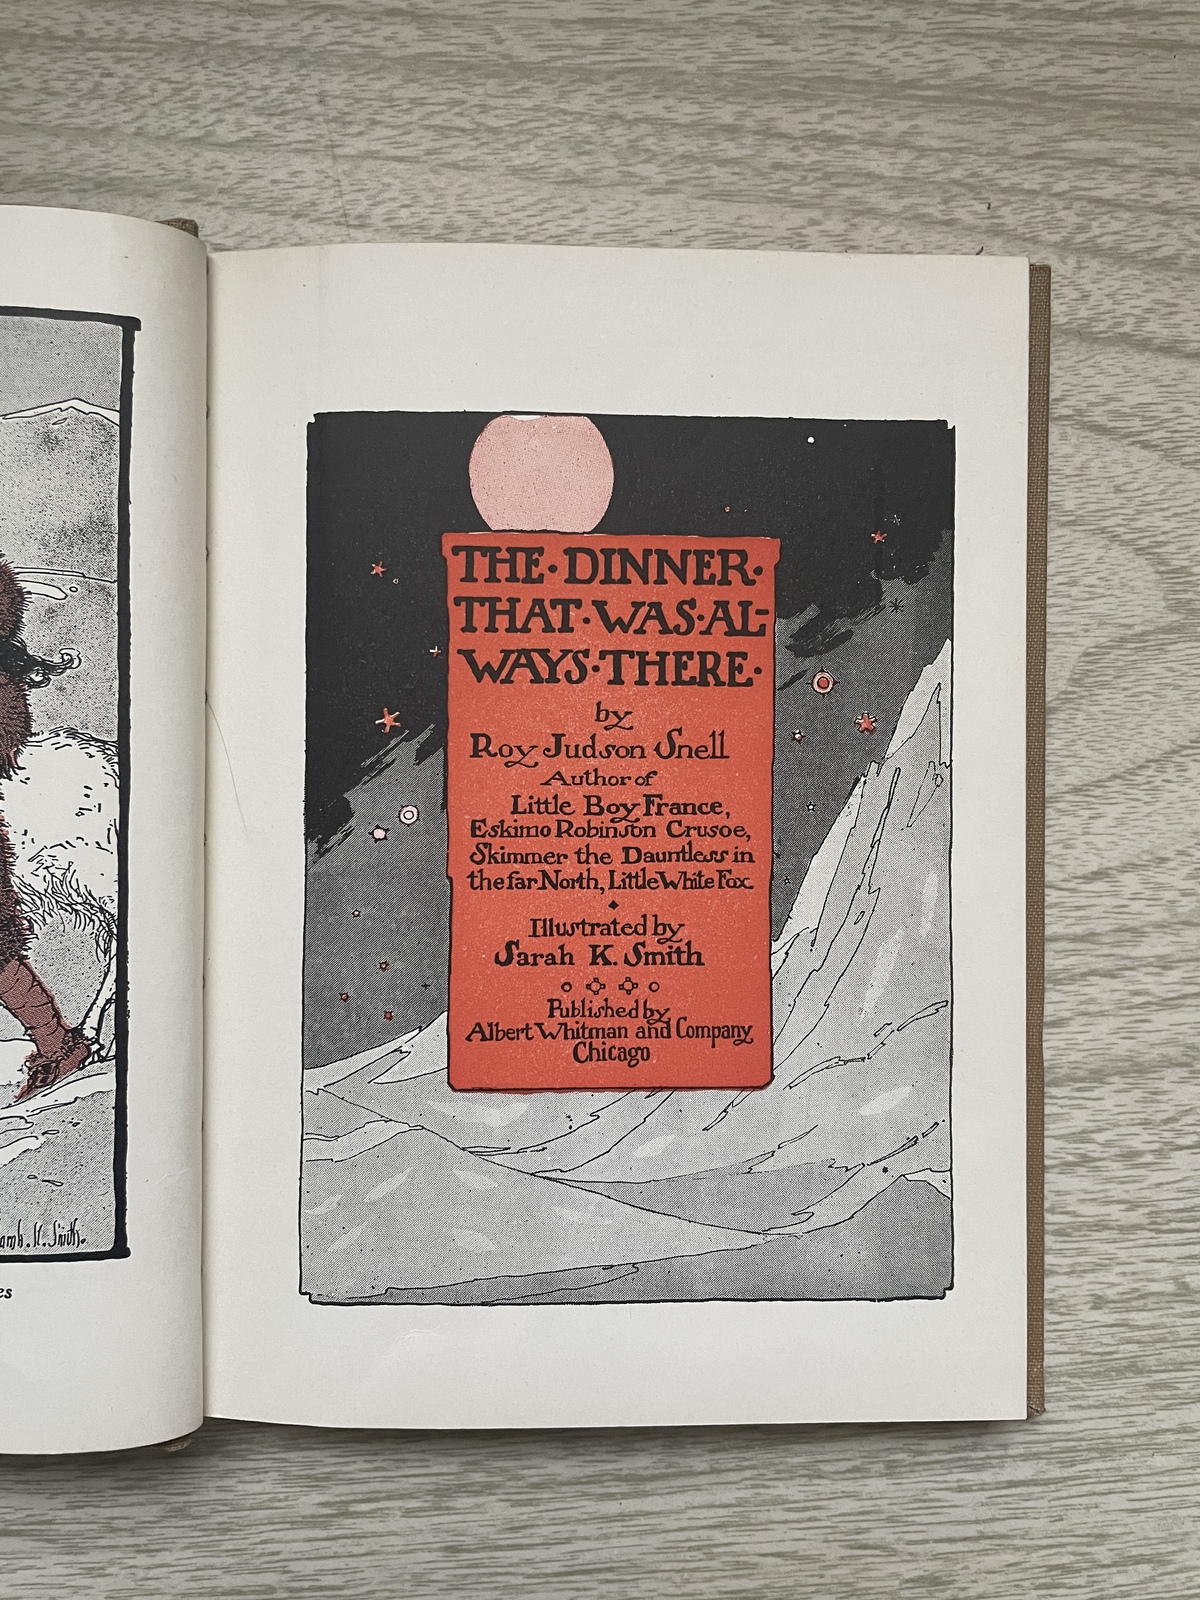 THE·DINNER·
THAT·WAS·AL-
WAYS·THERE·
by
Roy Judson Snell
Author of
Little Boy France,
Eskimo Robinson Crusoe,
Skimmer the Dauntless in
the far North, Little White Fox.
Illustrated by
Sarah K. Smith
Published by
Albert Whitman and Company
Chicago
K. Smith.